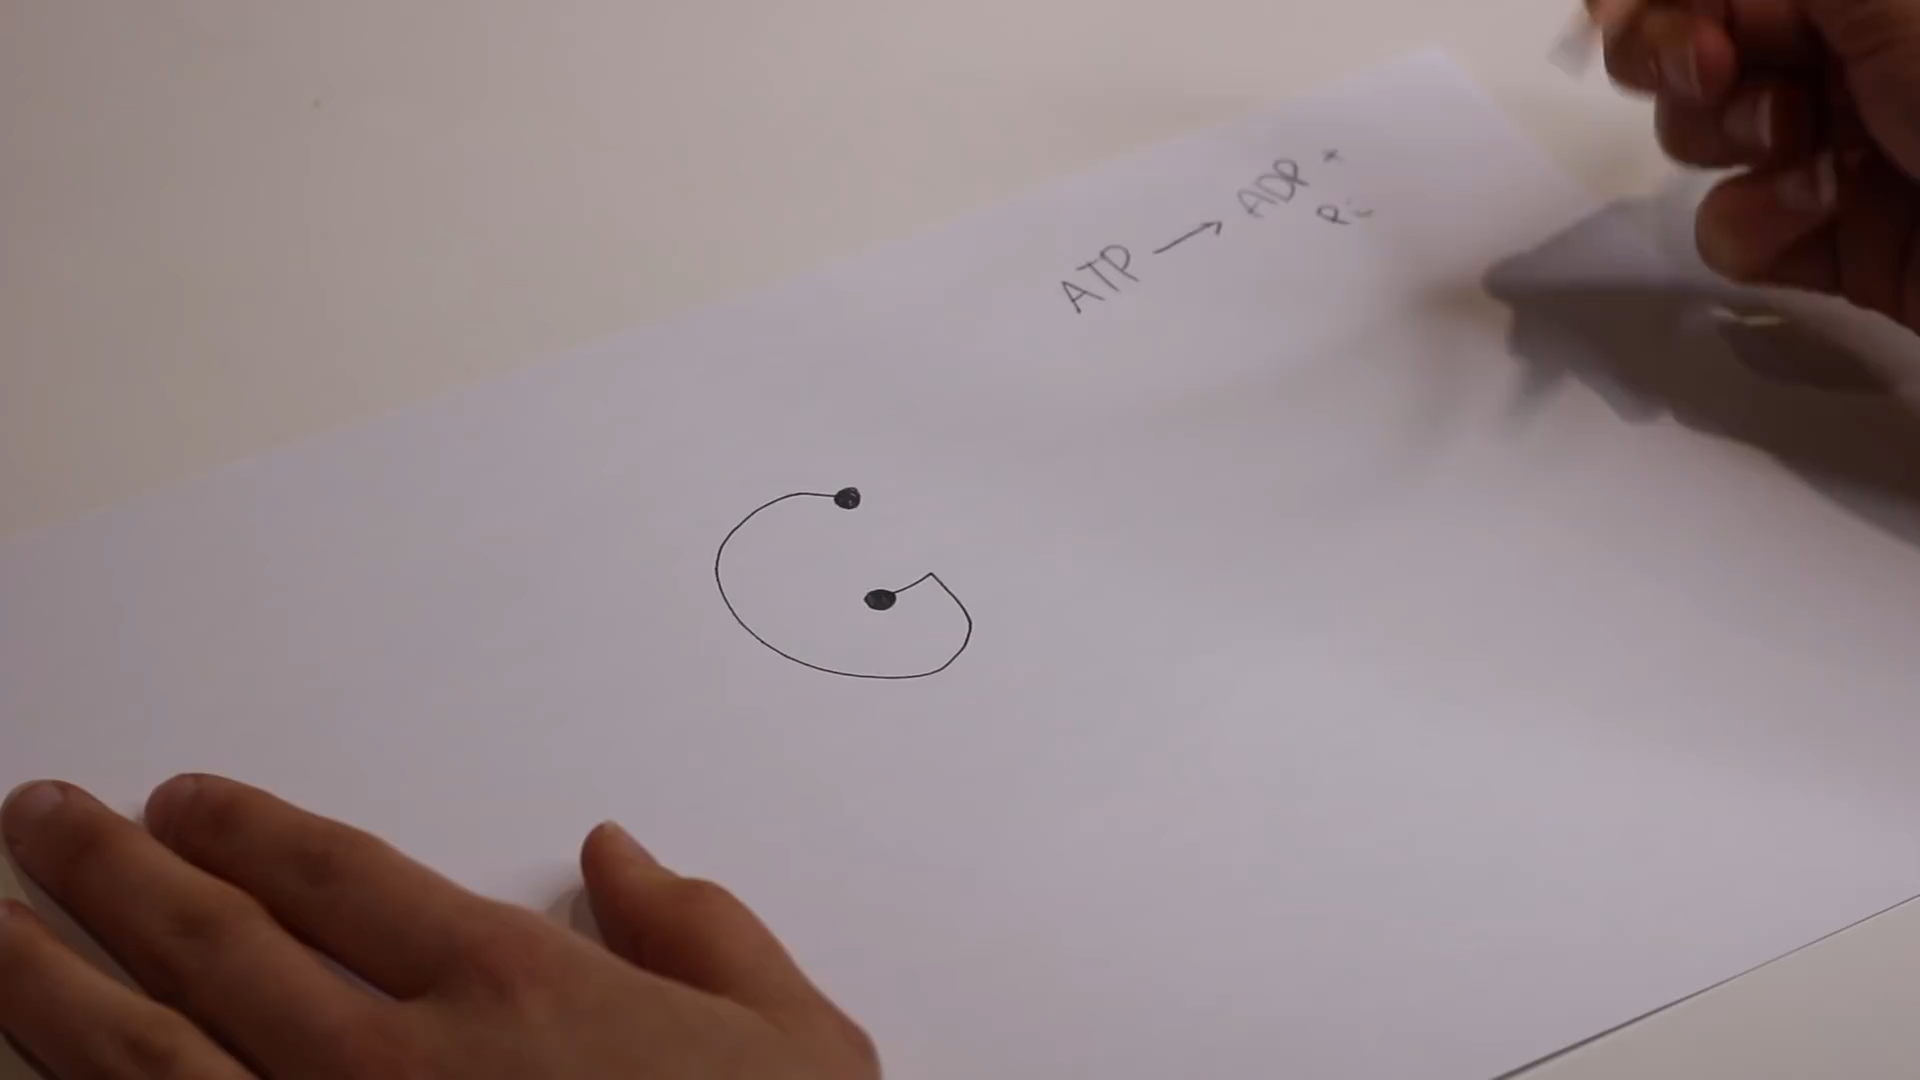 ATP → ADP +
Pi